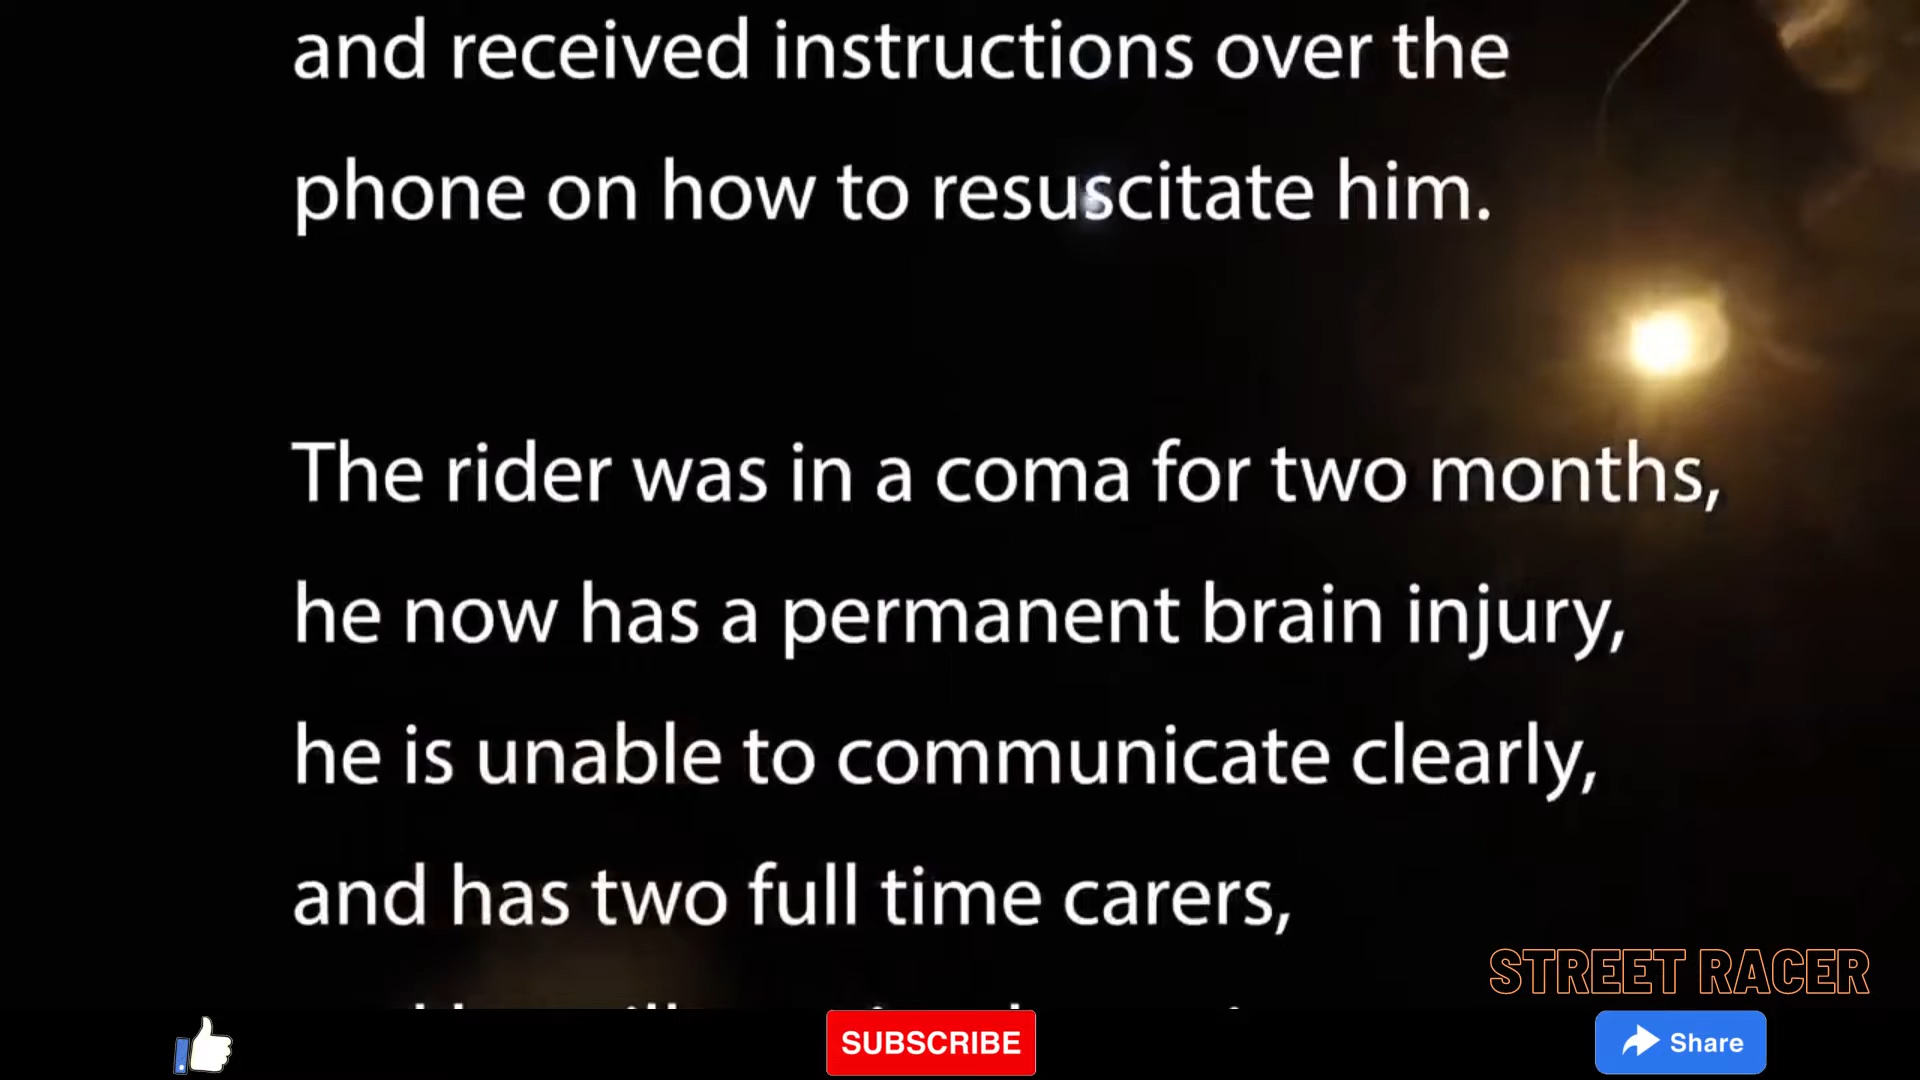 and received instructions over the
phone on how to resuscitate him.
The rider was in a coma for two months,
he now has a permanent brain injury,
he is unable to communicate clearly,
and has two full time carers,
STREET RACER
SUBSCRIBE
Share